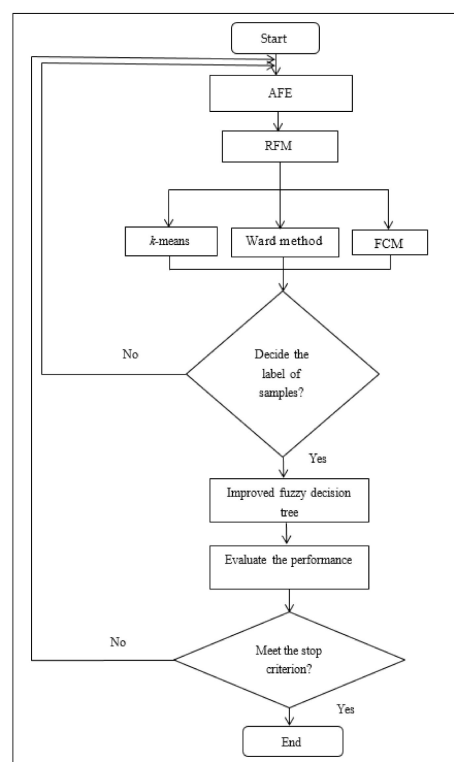 Start
AFE
RFM
k-means
Ward method
FCM
No
Decide the
label of
samples?
Yes
Improved fuzzy decision
tree
Evaluate the performance
No
Meet the stop
criterion?
Yes
End